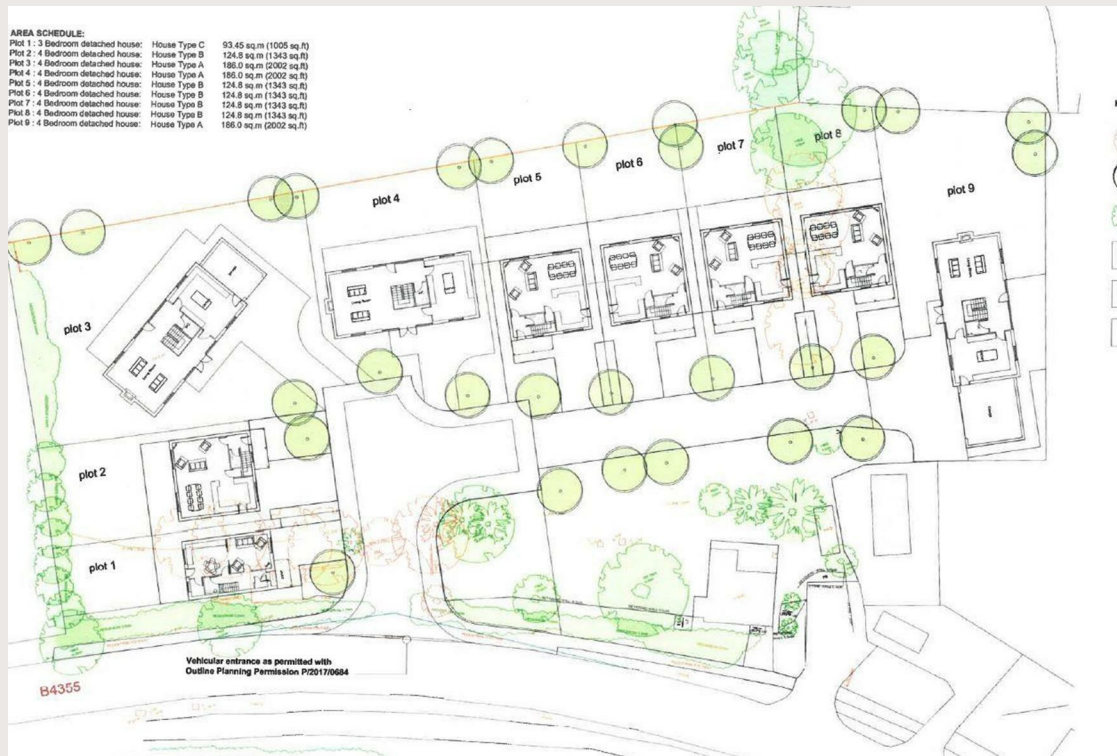 AREA SCHEDULE:
Plot 1 : 3 Bedroom detached house: House Type C 93.45 sq.m (1005 sq.ft)
Plot 2 : 4 Bedroom detached house: House Type B 124.8 sq.m (1343 sq.ft)
Plot 3 : 4 Bedroom detached house: House Type A 186.0 sq.m (2002 sq.ft)
Plot 4 : 4 Bedroom detached house: House Type A 186.0 sq.m (2002 sq.ft)
Plot 5 : 4 Bedroom detached house: House Type B 124.8 sq.m (1343 sq.ft)
Plot 6 : 4 Bedroom detached house: House Type B 124.8 sq.m (1343 sq.ft)
Plot 7 : 4 Bedroom detached house: House Type B 124.8 sq.m (1343 sq.ft)
Plot 8 : 4 Bedroom detached house: House Type B 124.8 sq.m (1343 sq.ft)
Plot 9 : 4 Bedroom detached house: House Type A 186.0 sq.m (2002 sq.ft)
plot 8
plot 7
plot 6
plot 5
plot 4
plot 9
plot 3
plot 2
plot 1
Vehicular entrance as permitted with
Outline Planning Permission P/2017/0684
B4355